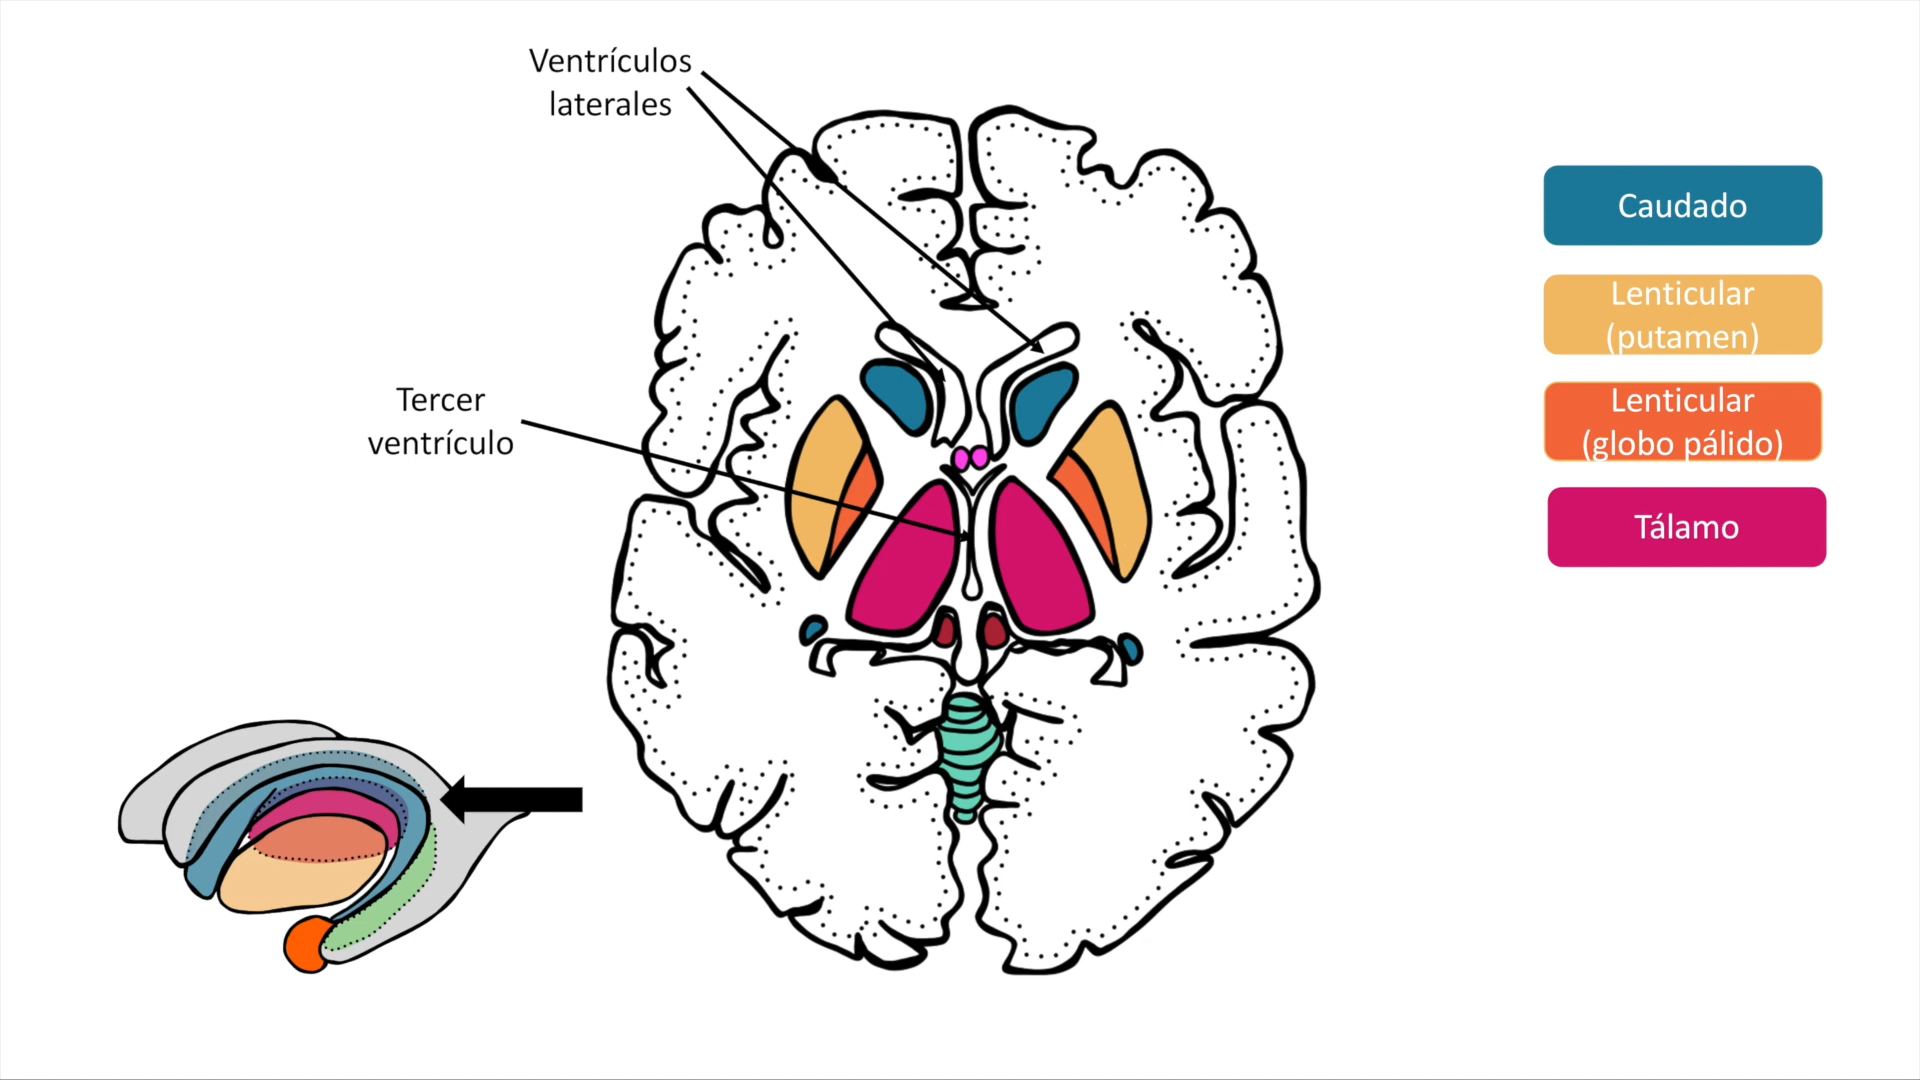 Ventrículos
laterales
Tercer
ventrículo
Caudado
Lenticular
(putamen)
Lenticular
(globo pálido)
Tálamo